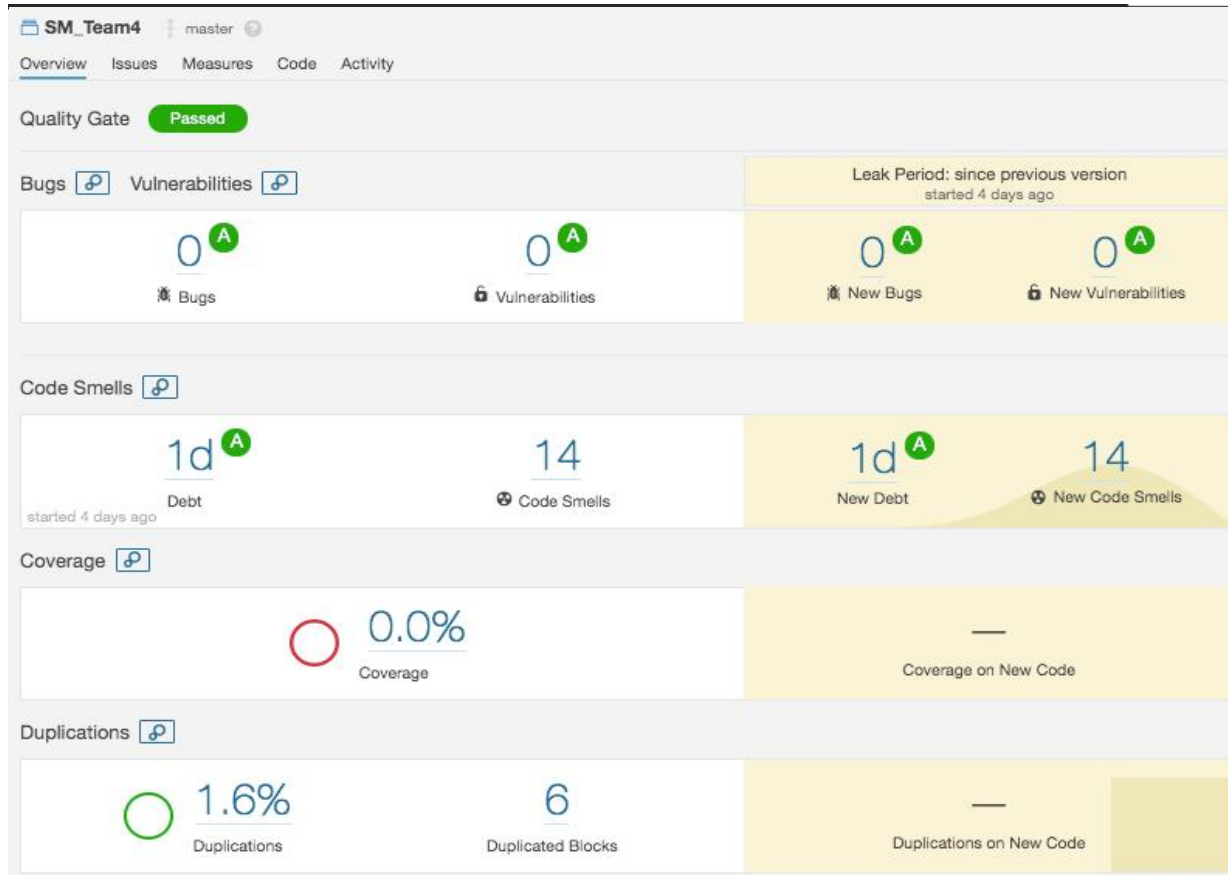 SM_Team4 master ?
Overview Issues Measures Code Activity
Quality Gate Passed
Bugs Vulnerabilities
Leak Period: since previous version
started 4 days ago
0 A 0 A 0 A 0 A
Bugs Vulnerabilities New Bugs New Vulnerabilities
Code Smells
1d A 14 1d A 14
Debt Code Smells New Debt New Code Smells
started 4 days ago
Coverage
0.0% —
Coverage Coverage on New Code
Duplications
1.6% 6 —
Duplications Duplicated Blocks Duplications on New Code